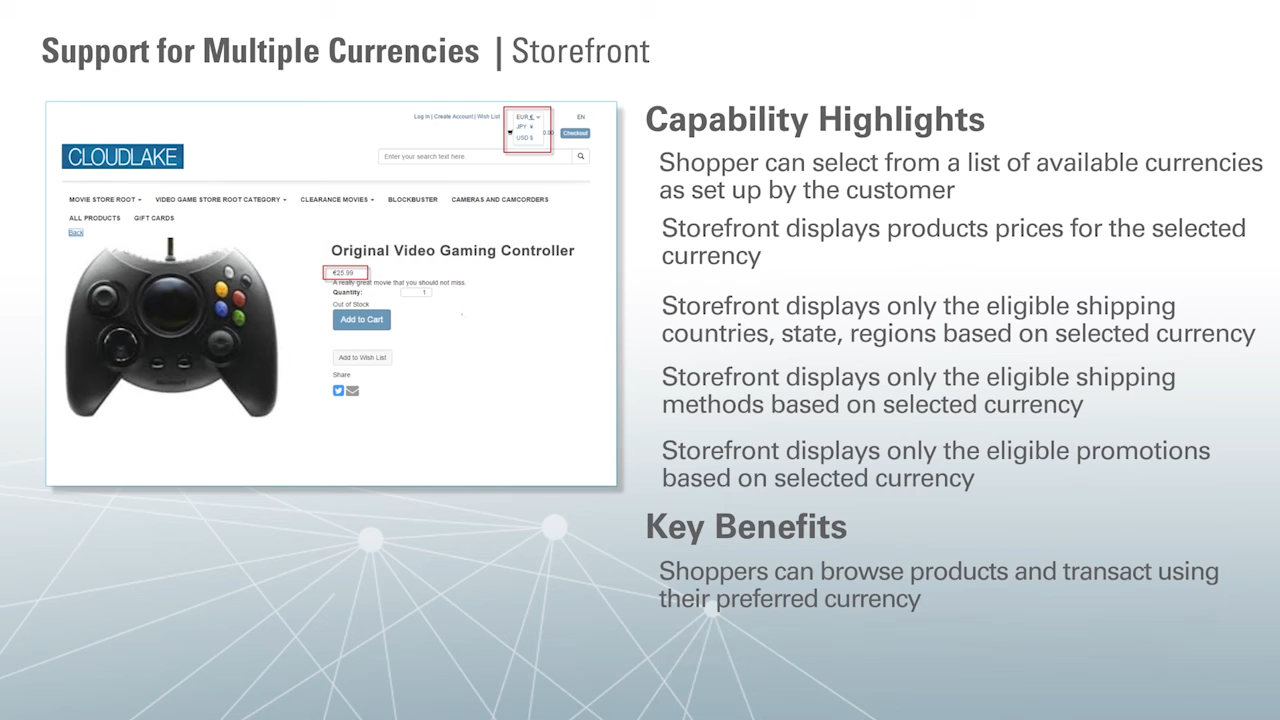 Support for Multiple Currencies | Storefront
Log In | Create Account | Wish List
EUR €
EN
JPY ¥
0.00
Checkout
USD $
CLOUDLAKE
Enter your search text here.
MOVIE STORE ROOT
VIDEO GAME STORE ROOT CATEGORY
CLEARANCE MOVIES
BLOCKBUSTER
CAMERAS AND CAMCORDERS
ALL PRODUCTS
GIFT CARDS
Back
Original Video Gaming Controller
€25.99
A really great movie that you should not miss.
Quantity:
1
Out of Stock
Add to Cart
Add to Wish List
Share
Microsoft
Capability Highlights
Shopper can select from a list of available currencies
as set up by the customer
Storefront displays products prices for the selected
currency
Storefront displays only the eligible shipping
countries, state, regions based on selected currency
Storefront displays only the eligible shipping
methods based on selected currency
Storefront displays only the eligible promotions
based on selected currency
Key Benefits
Shoppers can browse products and transact using
their preferred currency